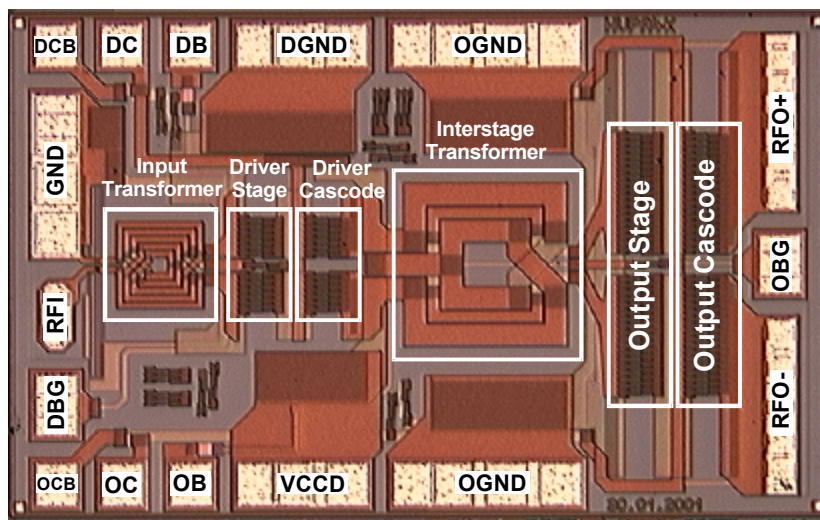 DCB
DC
DB
DGND
OGND
GND
Input
Transformer
Driver
Stage
Driver
Cascode
Interstage
Transformer
Output Stage
Output Cascode
RFO+
OBG
RFI
DBG
RFO-
OCB
OC
OB
VCCD
OGND
30.01.2001